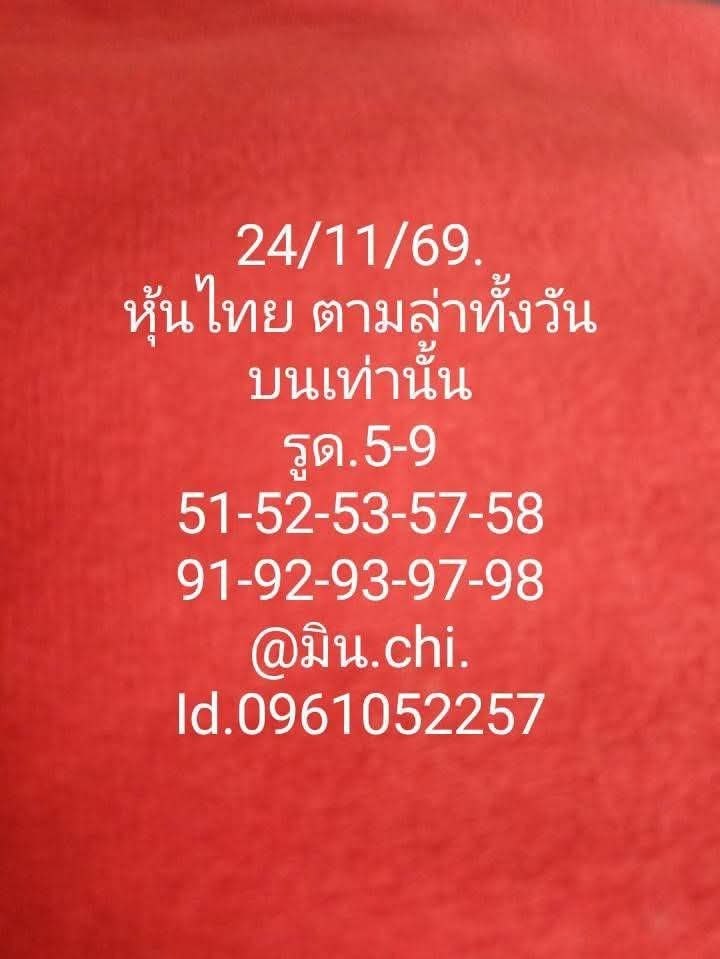 24/11/69.
หุ้นไทย ตามล่าทั้งวัน
บนเท่านั้น
รูด.5-9
51-52-53-57-58
91-92-93-97-98
@มิน.chi.
Id.0961052257